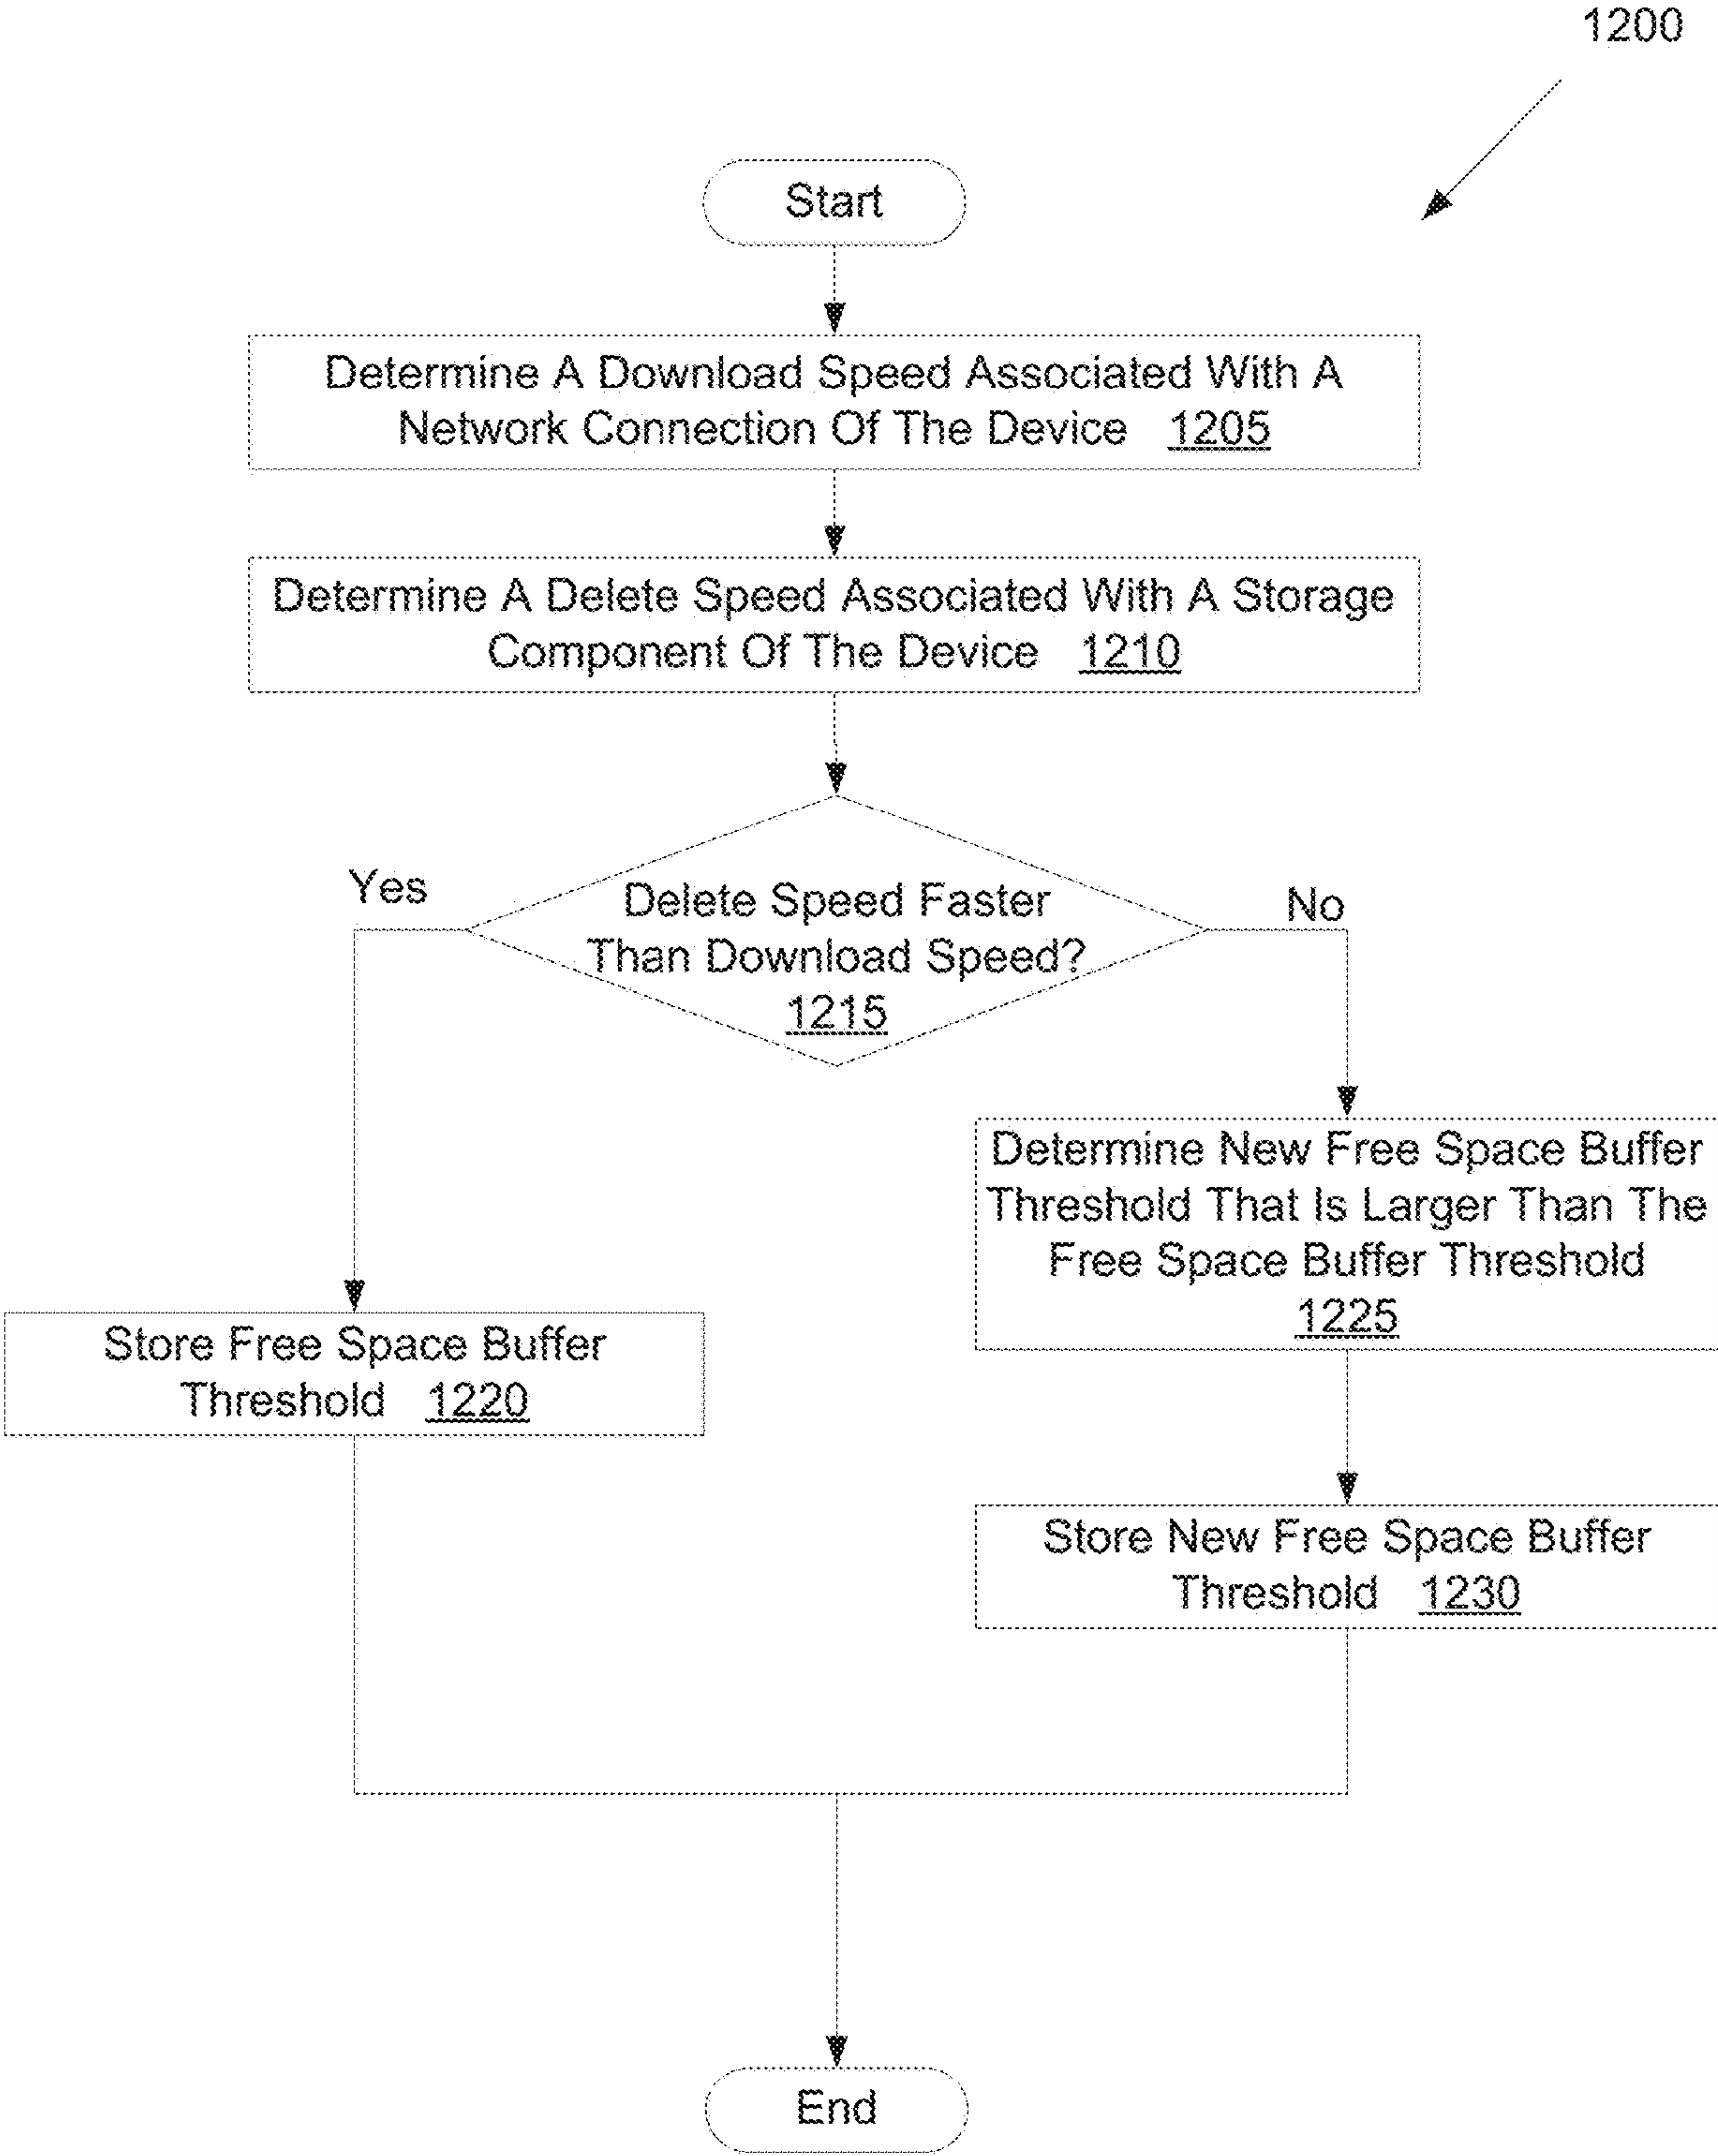 1200
Start
Determine A Download Speed Associated With A
Network Connection Of The Device 1205
Determine A Delete Speed Associated With A Storage
Component Of The Device 1210
Yes
Delete Speed Faster
Than Download Speed?
1215
No
Determine New Free Space Buffer
Threshold That Is Larger Than The
Free Space Buffer Threshold
1225
Store Free Space Buffer
Threshold 1220
Store New Free Space Buffer
Threshold 1230
End